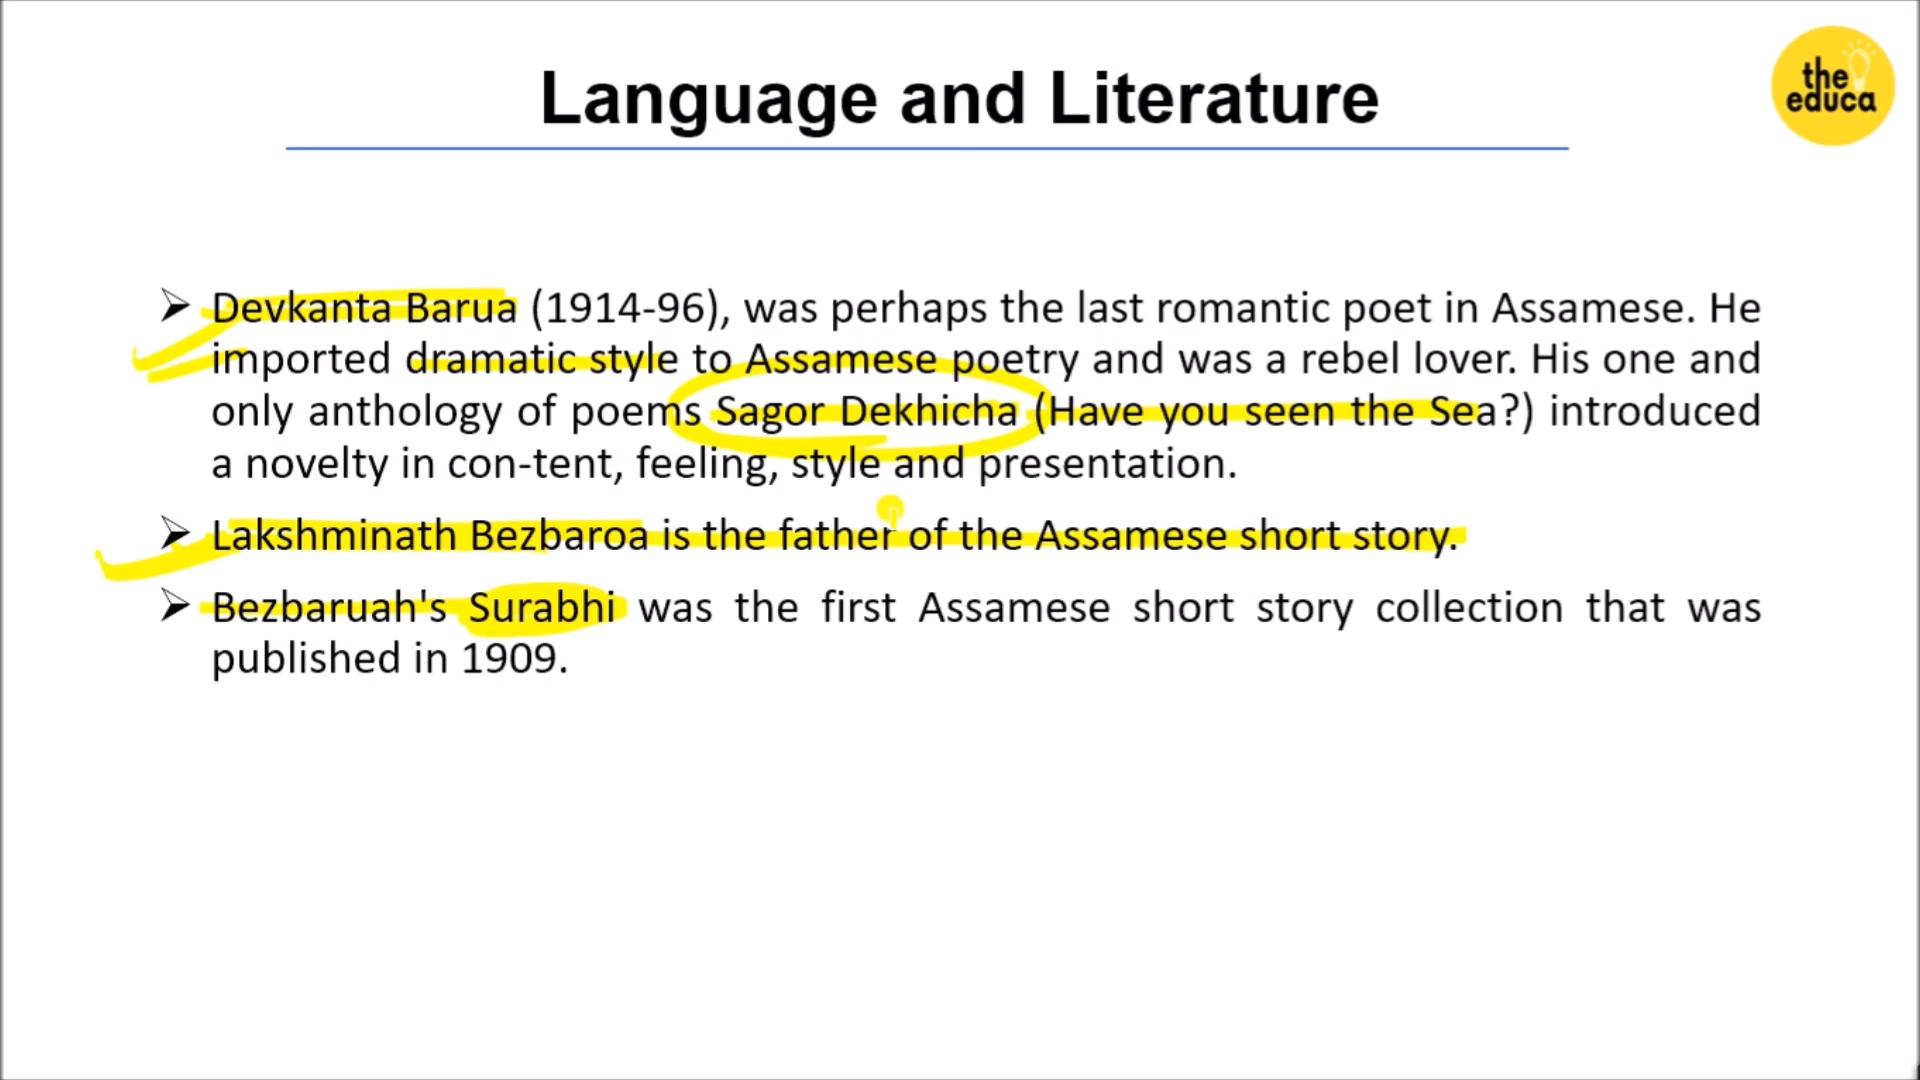 Language and Literature
the
educa
➢ Devkanta Barua (1914-96), was perhaps the last romantic poet in Assamese. He
imported dramatic style to Assamese poetry and was a rebel lover. His one and
only anthology of poems Sagor Dekhicha (Have you seen the Sea?) introduced
a novelty in con-tent, feeling, style and presentation.
➢ Lakshminath Bezbaroa is the father of the Assamese short story.
➢ Bezbaruah's Surabhi was the first Assamese short story collection that was
published in 1909.